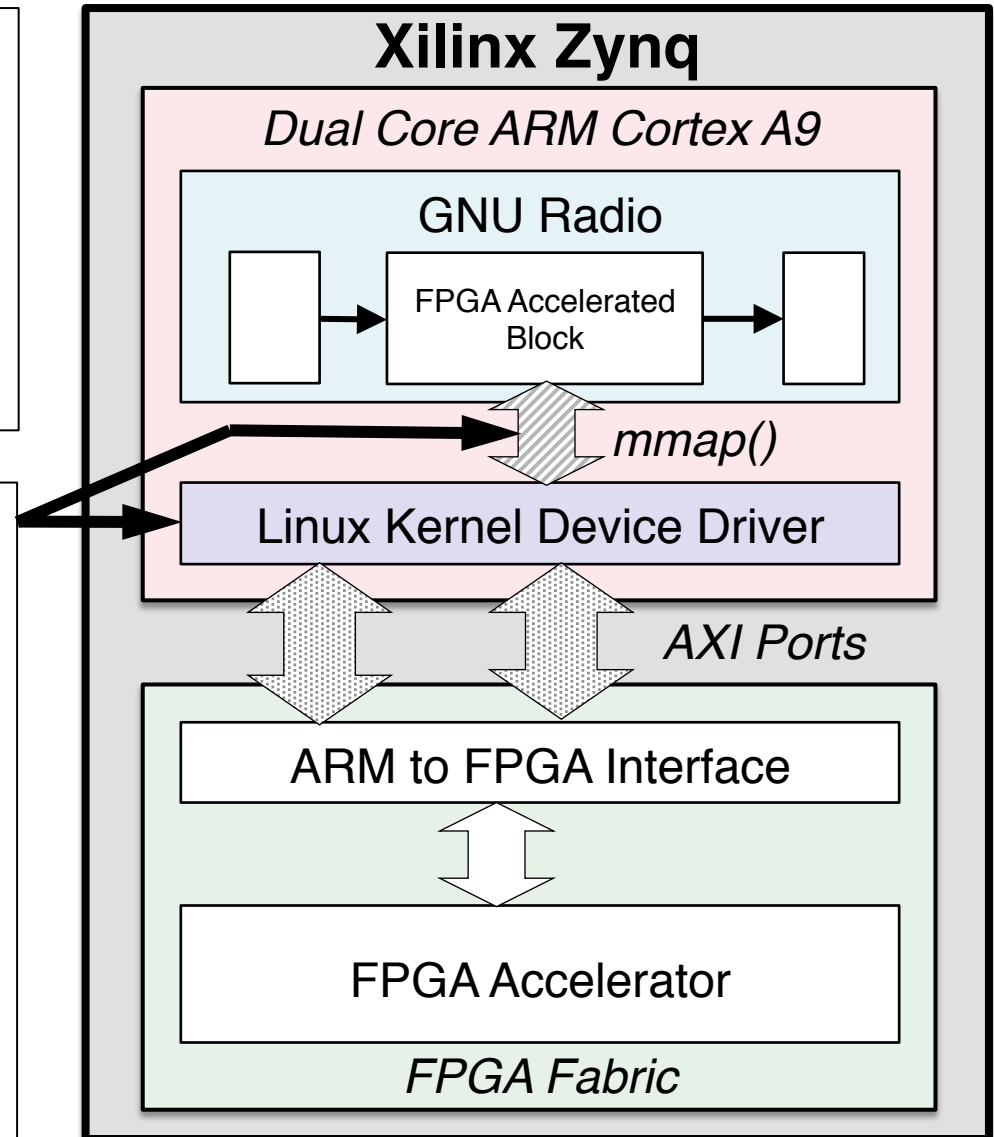 Xilinx Zynq
Dual Core ARM Cortex A9
GNU Radio
FPGA Accelerated
Block
mmap()
Linux Kernel Device Driver
AXI Ports
ARM to FPGA Interface
FPGA Accelerator
FPGA Fabric